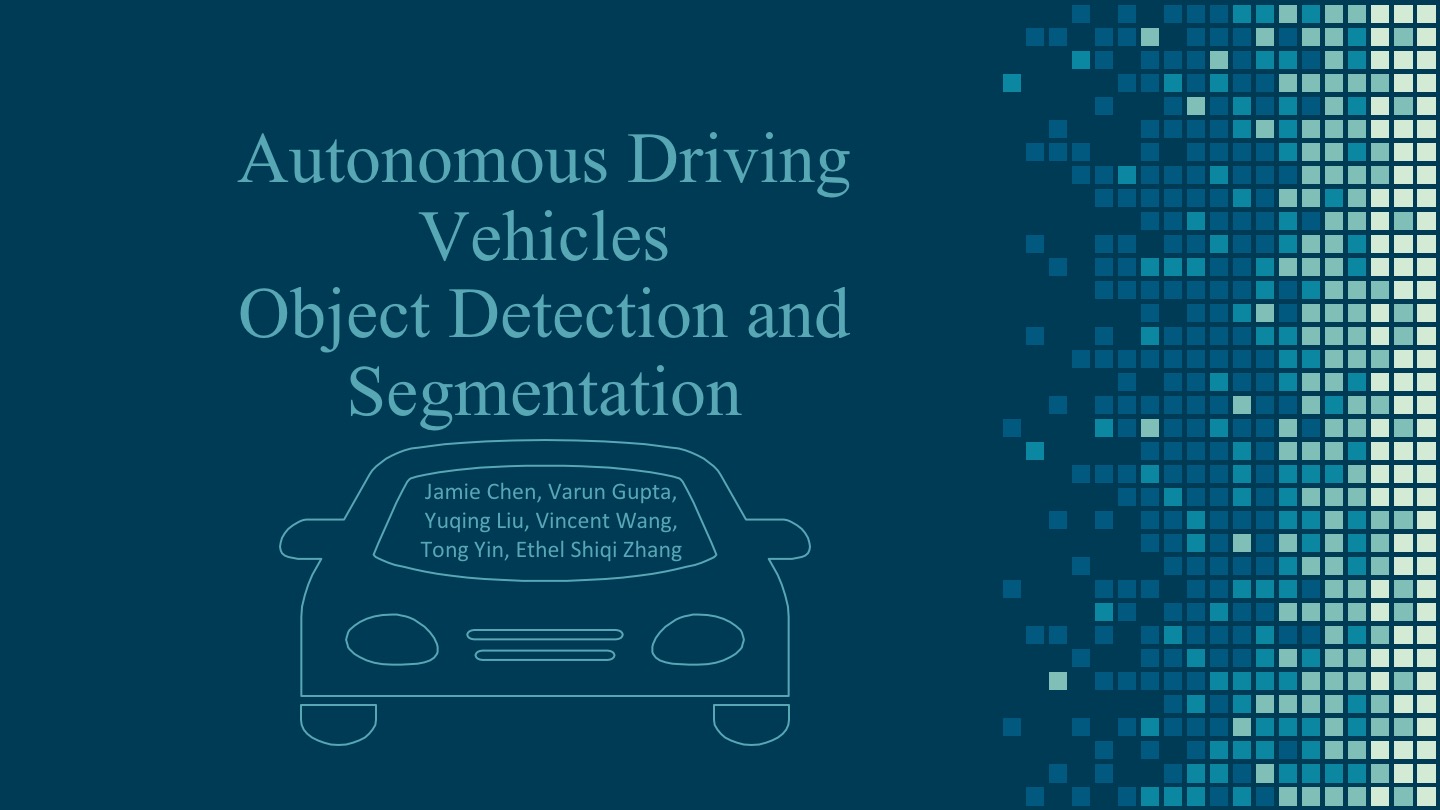 Autonomous Driving
Vehicles
Object Detection and
Segmentation
Jamie Chen, Varun Gupta,
Yuqing Liu, Vincent Wang,
Tong Yin, Ethel Shiqi Zhang